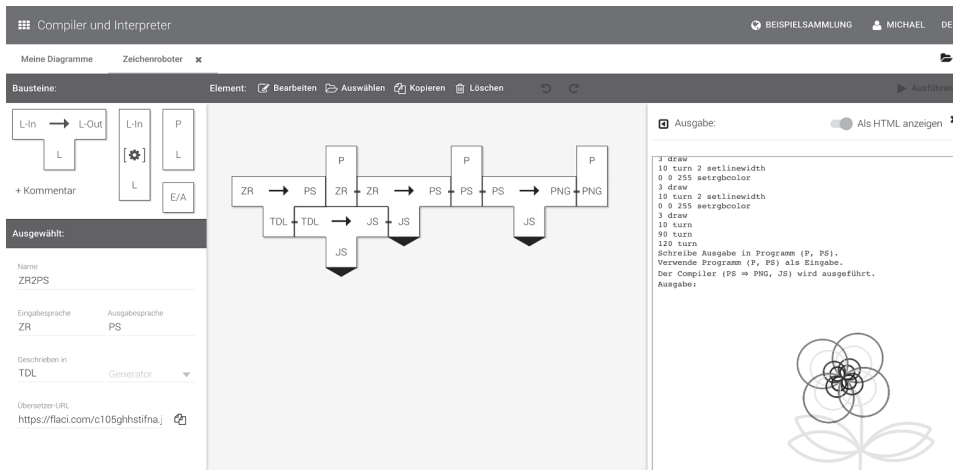 Compiler und Interpreter
BEISPIELSAMMLUNG MICHAEL DE
Meine Diagramme Zeichenroboter ×
Bausteine:
Element: Bearbeiten Auswählen Kopieren Löschen
Ausführen
L-In → L-Out
L
L-In
[ ]
L
P
L
+ Kommentar
E/A
Ausgewählt:
Name
ZR2PS
Eingabesprache Ausgabesprache
ZR PS
Geschrieben in
TDL Generator
Übersetzer-URL
https://flaci.com/c105ghhstifna.j
P P P
ZR → PS ZR ZR → PS PS PS → PNG PNG
TDL TDL → JS JS JS
JS
Ausgabe: Als HTML anzeigen
3 draw
10 turn 2 setlinewidth
0 0 255 setrgbcolor
3 draw
10 turn 2 setlinewidth
0 0 255 setrgbcolor
3 draw
10 turn
90 turn
120 turn
Schreibe Ausgabe in Programm (P, PS).
Verwende Programm (P, PS) als Eingabe.
Der Compiler (PS ⇒ PNG, JS) wird ausgeführt.
Ausgabe: